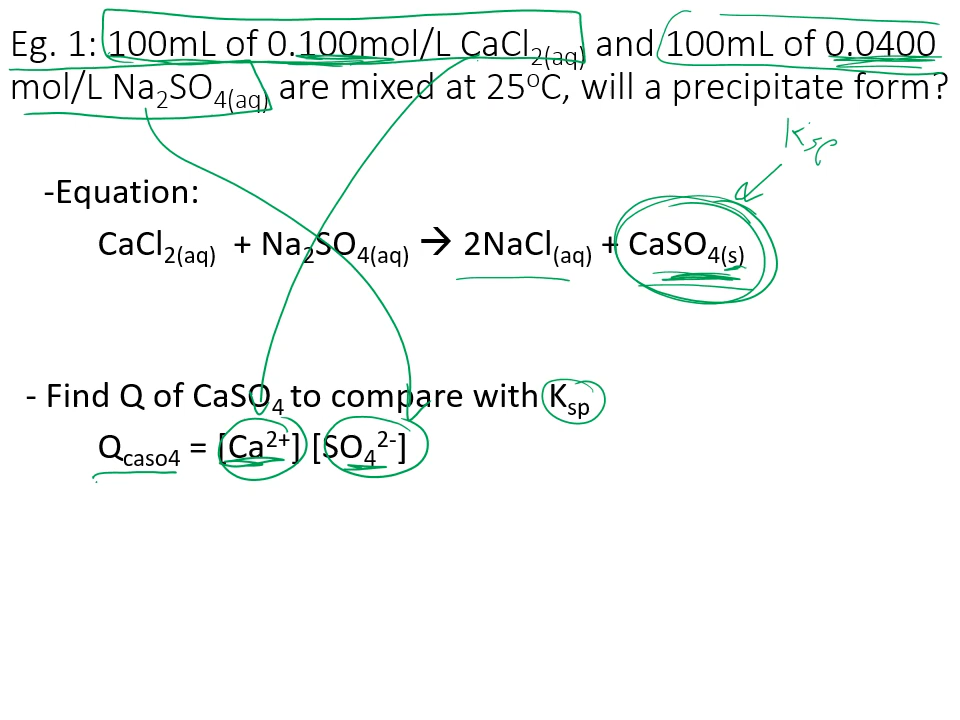 Eg. 1: 100mL of 0.100mol/L CaCl₂₍aq₎ and 100mL of 0.0400
mol/L Na₂SO₄₍aq₎ are mixed at 25⁰C, will a precipitate form?
Ksp
-Equation:
CaCl₂₍aq₎ + Na₂SO₄₍aq₎ → 2NaCl₍aq₎ + CaSO₄₍s₎
- Find Q of CaSO₄ to compare with Ksp
Qcaso4 = [Ca²⁺] [SO₄²⁻]